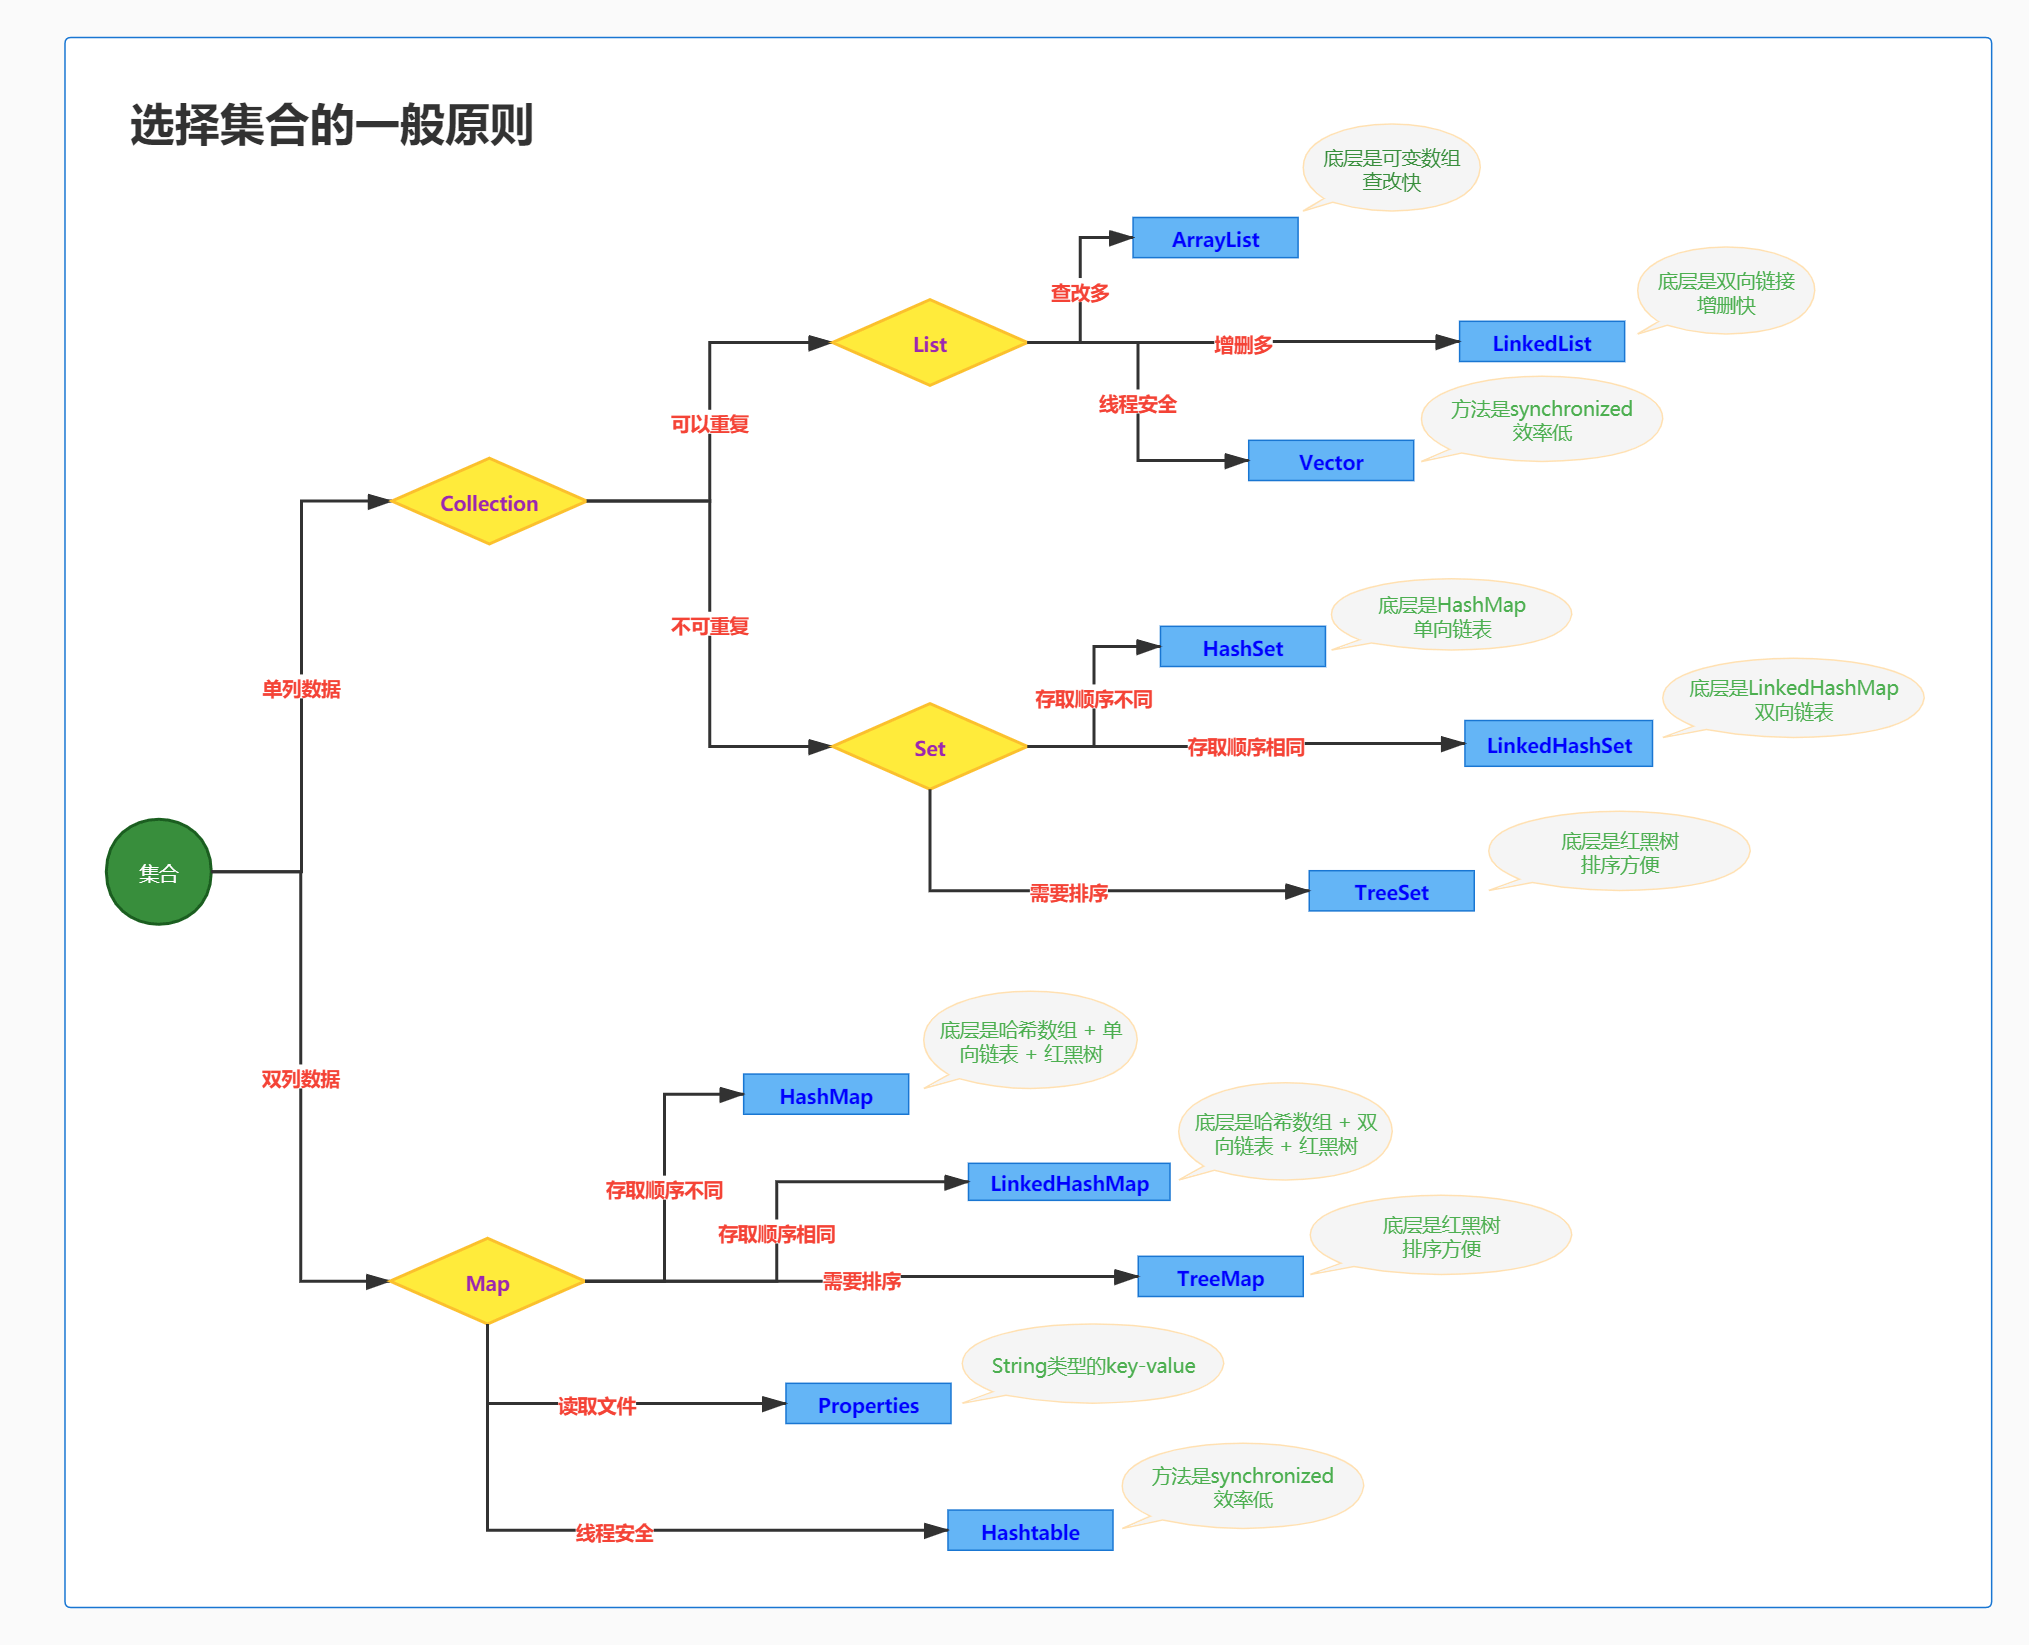 选择集合的一般原则
底层是可变数组
查改快
ArrayList
查改多
底层是双向链接
增删快
List
增删多
LinkedList
线程安全
方法是synchronized
效率低
Vector
可以重复
Collection
不可重复
底层是HashMap
单向链表
HashSet
存取顺序不同
底层是LinkedHashMap
双向链表
Set
存取顺序相同
LinkedHashSet
单列数据
底层是红黑树
排序方便
集合
需要排序
TreeSet
双列数据
底层是哈希数组 + 单
向链表 + 红黑树
HashMap
底层是哈希数组 + 双
向链表 + 红黑树
存取顺序不同
LinkedHashMap
存取顺序相同
底层是红黑树
排序方便
Map
需要排序
TreeMap
String类型的key-value
读取文件
Properties
方法是synchronized
效率低
线程安全
Hashtable